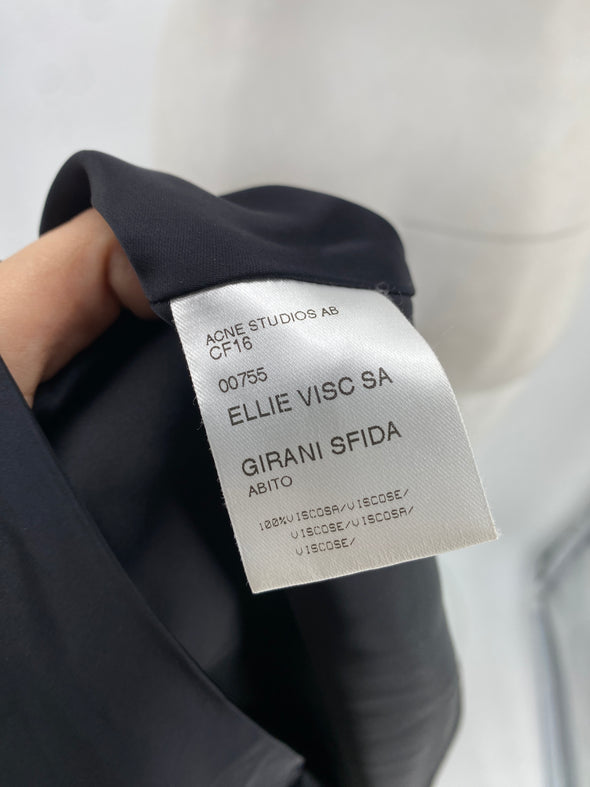 ACNE STUDIOS AB
CF16
00755
ELLIE VISC SA
GIRANI SFIDA
ABITO
100%VISCOSA/VISCOSE/
VISCOSE/VISCOSA/
VISCOSE/